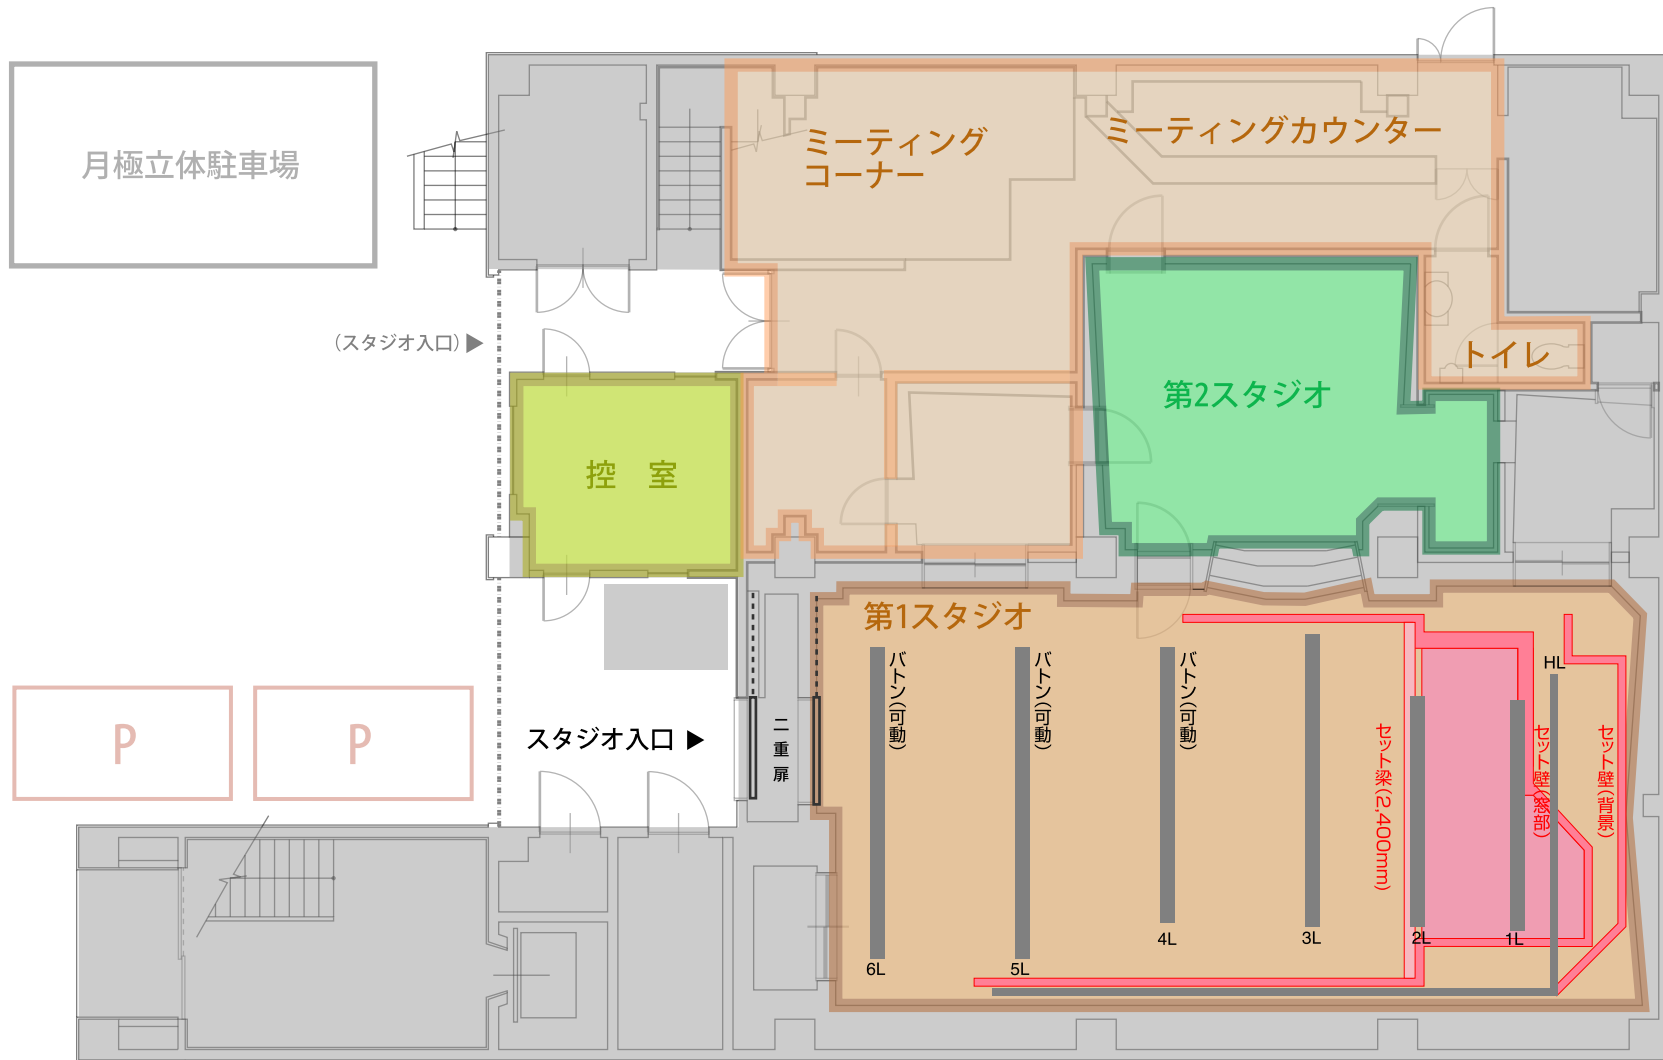 月極立体駐車場
ミーティング
コーナー
ミーティングカウンター
(スタジオ入口) ▶
トイレ
第2スタジオ
控　室
第1スタジオ
バトン(可動)
バトン(可動)
バトン(可動)
HL
P
P
スタジオ入口 ▶
二重扉
セット梁(2,400mm)
セット壁(窓部)
セット壁(背景)
6L
5L
4L
3L
2L
1L